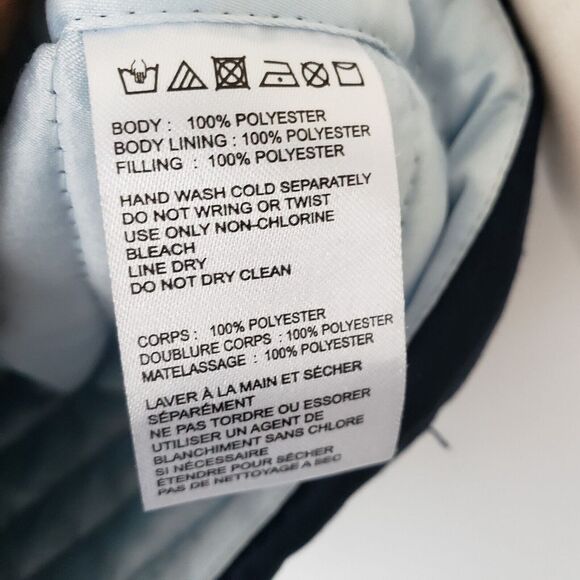 BODY : 100% POLYESTER
BODY LINING : 100% POLYESTER
FILLING : 100% POLYESTER
HAND WASH COLD SEPARATELY
DO NOT WRING OR TWIST
USE ONLY NON-CHLORINE
BLEACH
LINE DRY
DO NOT DRY CLEAN
CORPS : 100% POLYESTER
DOUBLURE CORPS : 100% POLYESTER
MATELASSAGE : 100% POLYESTER
LAVER À LA MAIN ET SÉCHER
SÉPARÉMENT
NE PAS TORDRE OU ESSORER
UTILISER UN AGENT DE
BLANCHIMENT SANS CHLORE
SI NÉCESSAIRE
ÉTENDRE POUR SÉCHER
PAS DE NETTOYAGE A SEC